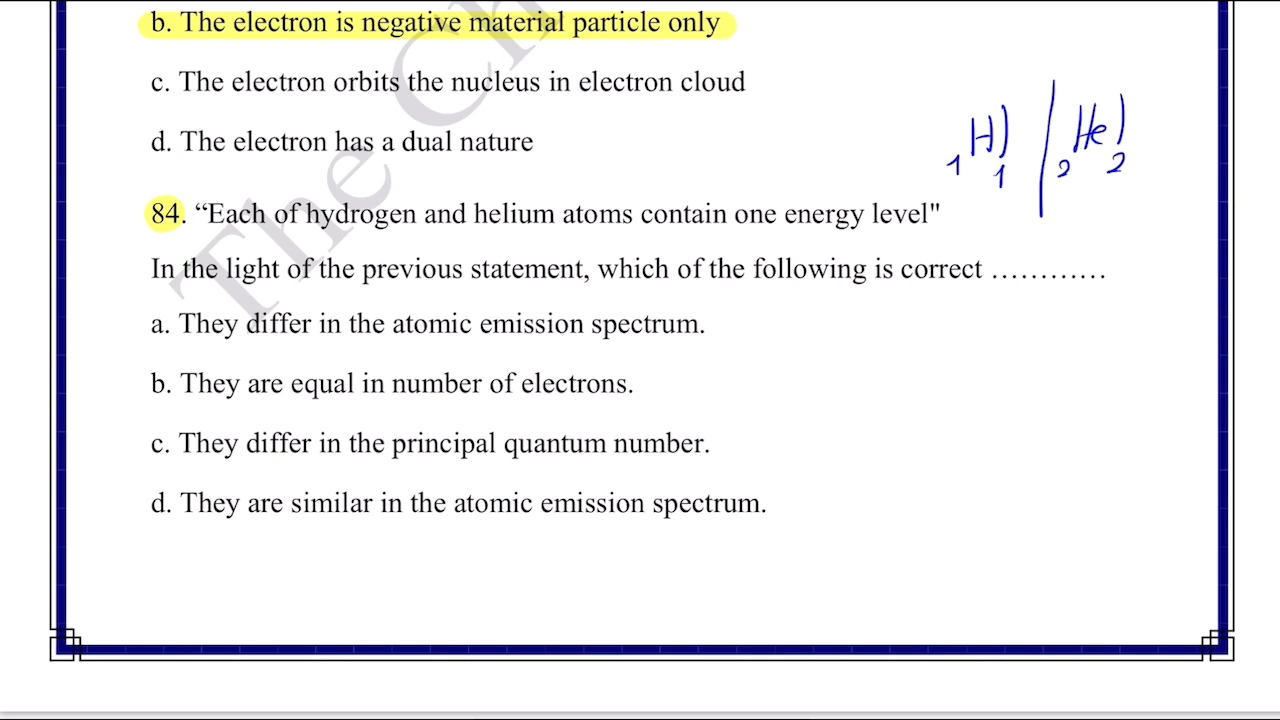 b. The electron is negative material particle only
c. The electron orbits the nucleus in electron cloud
d. The electron has a dual nature
1H) 1 / 2He) 2
84. “Each of hydrogen and helium atoms contain one energy level"
In the light of the previous statement, which of the following is correct …………
a. They differ in the atomic emission spectrum.
b. They are equal in number of electrons.
c. They differ in the principal quantum number.
d. They are similar in the atomic emission spectrum.
The Ch